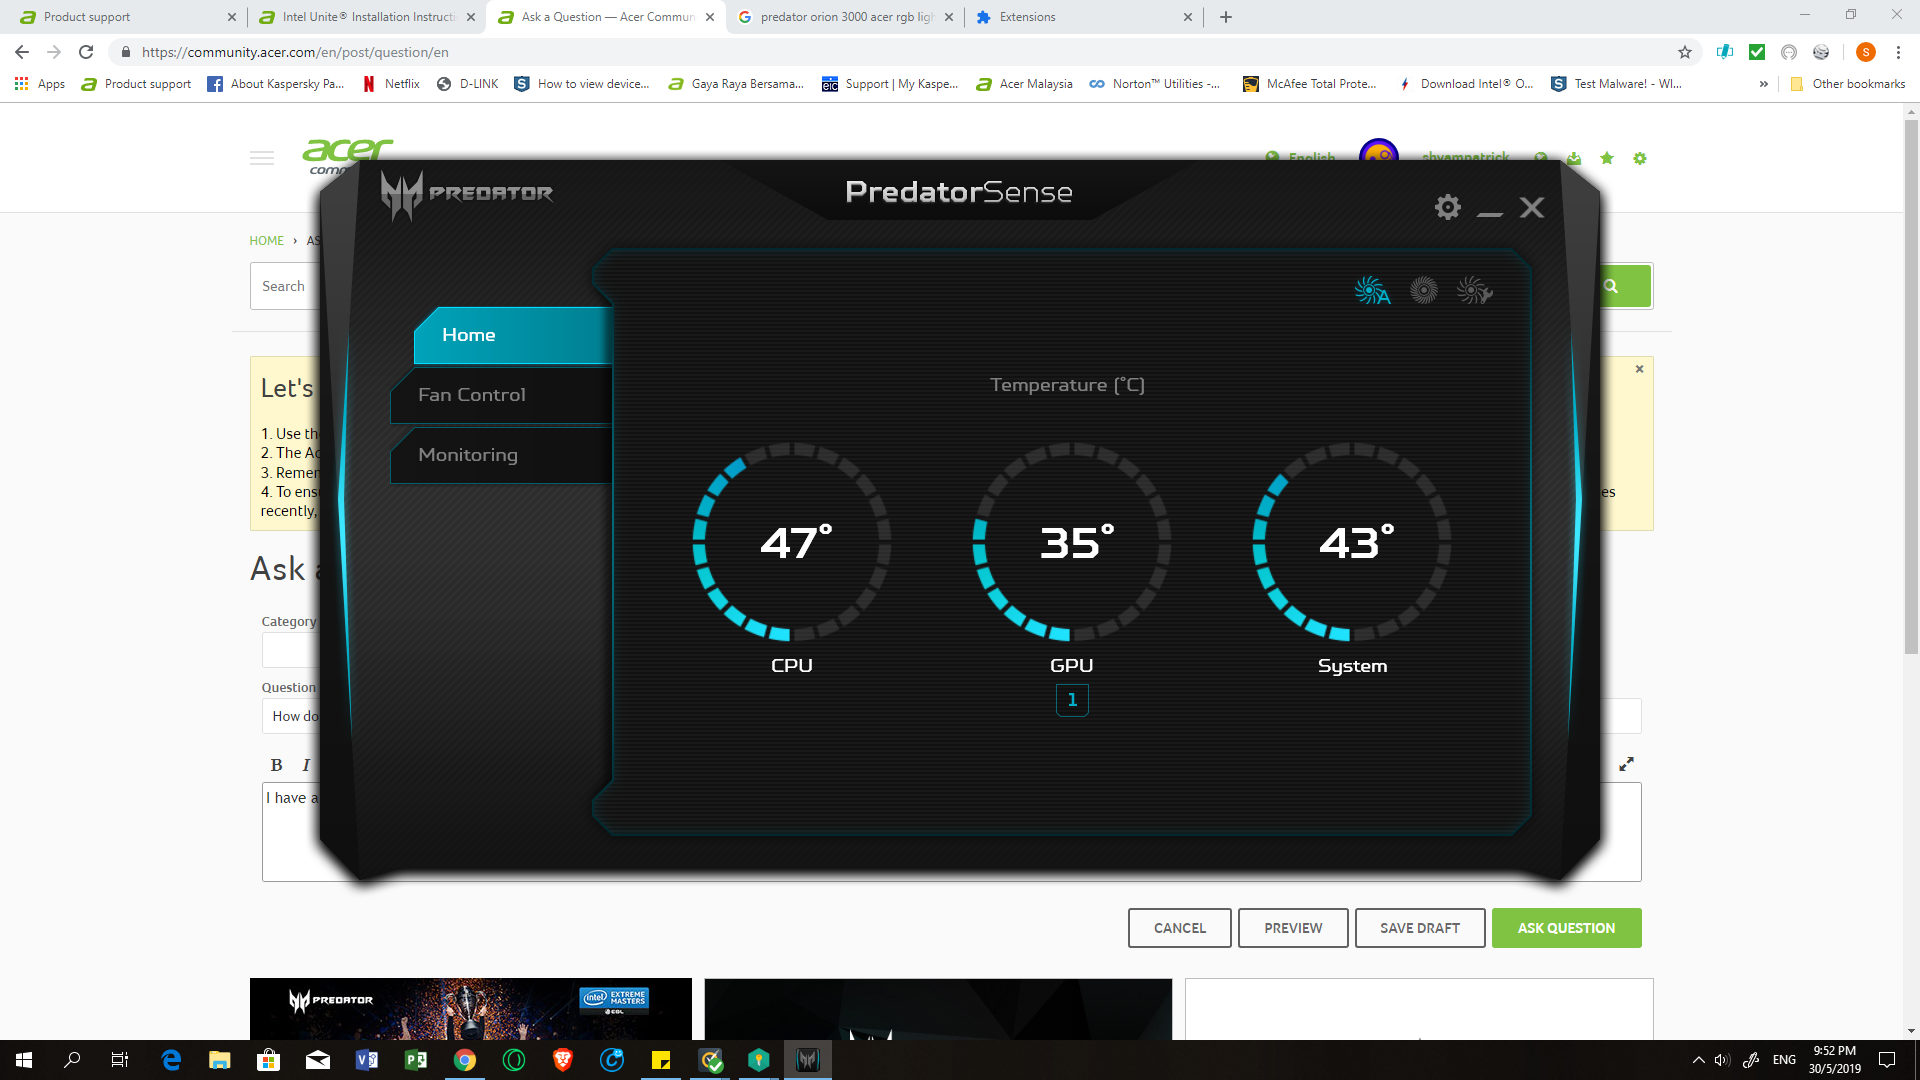 Product support
Intel Unite® Installation Instructi
Ask a Question — Acer Commun
predator orion 3000 acer rgb ligh
Extensions
https://community.acer.com/en/post/question/en
S
Apps
Product support
About Kaspersky Pa...
Netflix
D-LINK
How to view device...
Gaya Raya Bersama...
Support | My Kaspe...
Acer Malaysia
Norton™ Utilities -...
McAfee Total Prote...
Download Intel® O...
Test Malware! - WI...
Other bookmarks
acer
English
shyampatrick
PREDATOR
PredatorSense
HOME › AS
Search
Home
Fan Control
Monitoring
Temperature (°C)
47°
35°
43°
CPU
GPU
System
1
Let's
1. Use th
2. The Ac
3. Remem
4. To ens
es
recently,
Ask a
Category
Question
How do
B I
I have a
CANCEL
PREVIEW
SAVE DRAFT
ASK QUESTION
PREDATOR
intel EXTREME MASTERS
ESL
ENG
9:52 PM
30/5/2019